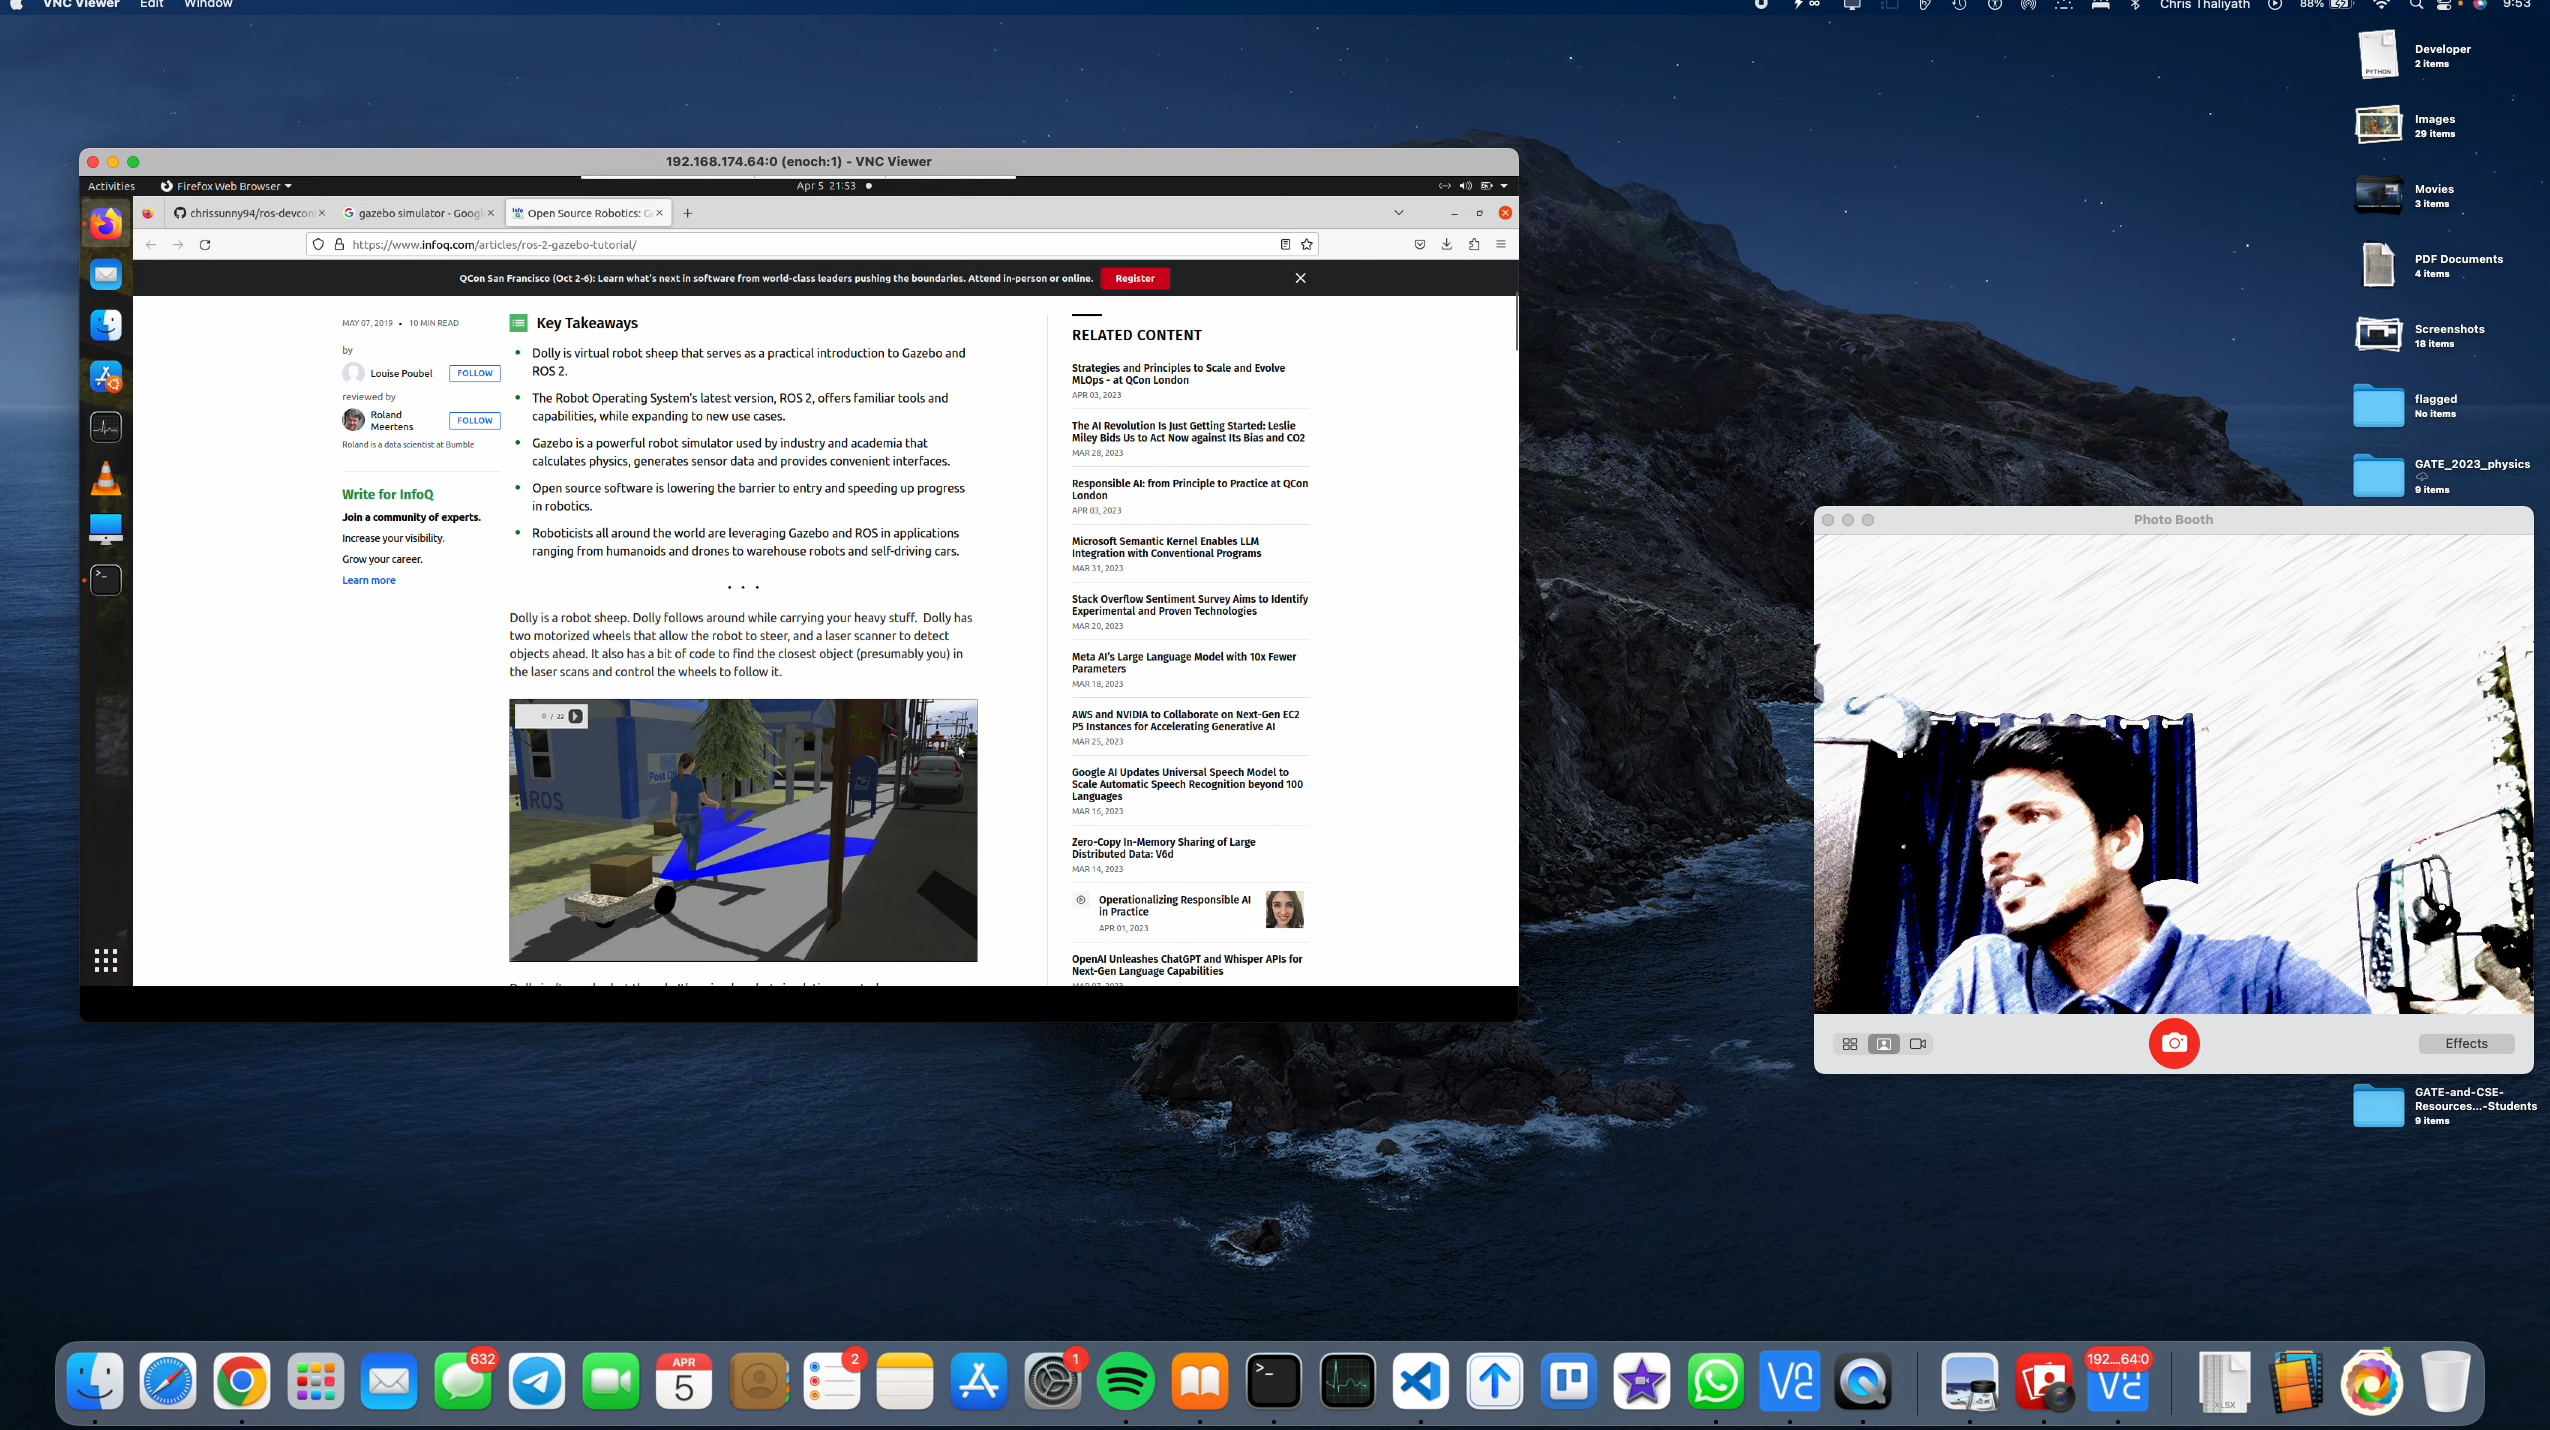 VNC Viewer Edit Window
Chris Thaliyath 88% 9:53
Developer
2 items
PYTHON
Images
29 items
Movies
3 items
PDF Documents
4 items
Screenshots
18 items
flagged
No items
GATE_2023_physics
9 items
192.168.174.64:0 (enoch:1) - VNC Viewer
Activities Firefox Web Browser Apr 5 21:53
chrissunny94/ros-devcon gazebo simulator - Googl Open Source Robotics: G
https://www.infoq.com/articles/ros-2-gazebo-tutorial/
QCon San Francisco (Oct 2-6): Learn what's next in software from world-class leaders pushing the boundaries. Attend in-person or online. Register
MAY 07, 2019 • 10 MIN READ
by
Louise Poubel FOLLOW
reviewed by
Roland
Meertens
FOLLOW
Roland is a data scientist at Bumble
Write for InfoQ
Join a community of experts.
Increase your visibility.
Grow your career.
Learn more
Key Takeaways
• Dolly is virtual robot sheep that serves as a practical introduction to Gazebo and
ROS 2.
• The Robot Operating System's latest version, ROS 2, offers familiar tools and
capabilities, while expanding to new use cases.
• Gazebo is a powerful robot simulator used by industry and academia that
calculates physics, generates sensor data and provides convenient interfaces.
• Open source software is lowering the barrier to entry and speeding up progress
in robotics.
• Roboticists all around the world are leveraging Gazebo and ROS in applications
ranging from humanoids and drones to warehouse robots and self-driving cars.
• • •
Dolly is a robot sheep. Dolly follows around while carrying your heavy stuff. Dolly has
two motorized wheels that allow the robot to steer, and a laser scanner to detect
objects ahead. It also has a bit of code to find the closest object (presumably you) in
the laser scans and control the wheels to follow it.
0 / 22
Post
ROS
RELATED CONTENT
Strategies and Principles to Scale and Evolve
MLOps - at QCon London
APR 03, 2023
The AI Revolution Is Just Getting Started: Leslie
Miley Bids Us to Act Now against Its Bias and CO2
MAR 28, 2023
Responsible AI: from Principle to Practice at QCon
London
APR 03, 2023
Microsoft Semantic Kernel Enables LLM
Integration with Conventional Programs
MAR 31, 2023
Stack Overflow Sentiment Survey Aims to Identify
Experimental and Proven Technologies
MAR 20, 2023
Meta AI's Large Language Model with 10x Fewer
Parameters
MAR 18, 2023
AWS and NVIDIA to Collaborate on Next-Gen EC2
P5 Instances for Accelerating Generative AI
MAR 25, 2023
Google AI Updates Universal Speech Model to
Scale Automatic Speech Recognition beyond 100
Languages
MAR 16, 2023
Zero-Copy In-Memory Sharing of Large
Distributed Data: V6d
MAR 14, 2023
Operationalizing Responsible AI
in Practice
APR 01, 2023
OpenAI Unleashes ChatGPT and Whisper APIs for
Next-Gen Language Capabilities
Photo Booth
Effects
GATE-and-CSE-
Resources...-Students
9 items
632
APR
5
2
1
192....64:0
XLSX